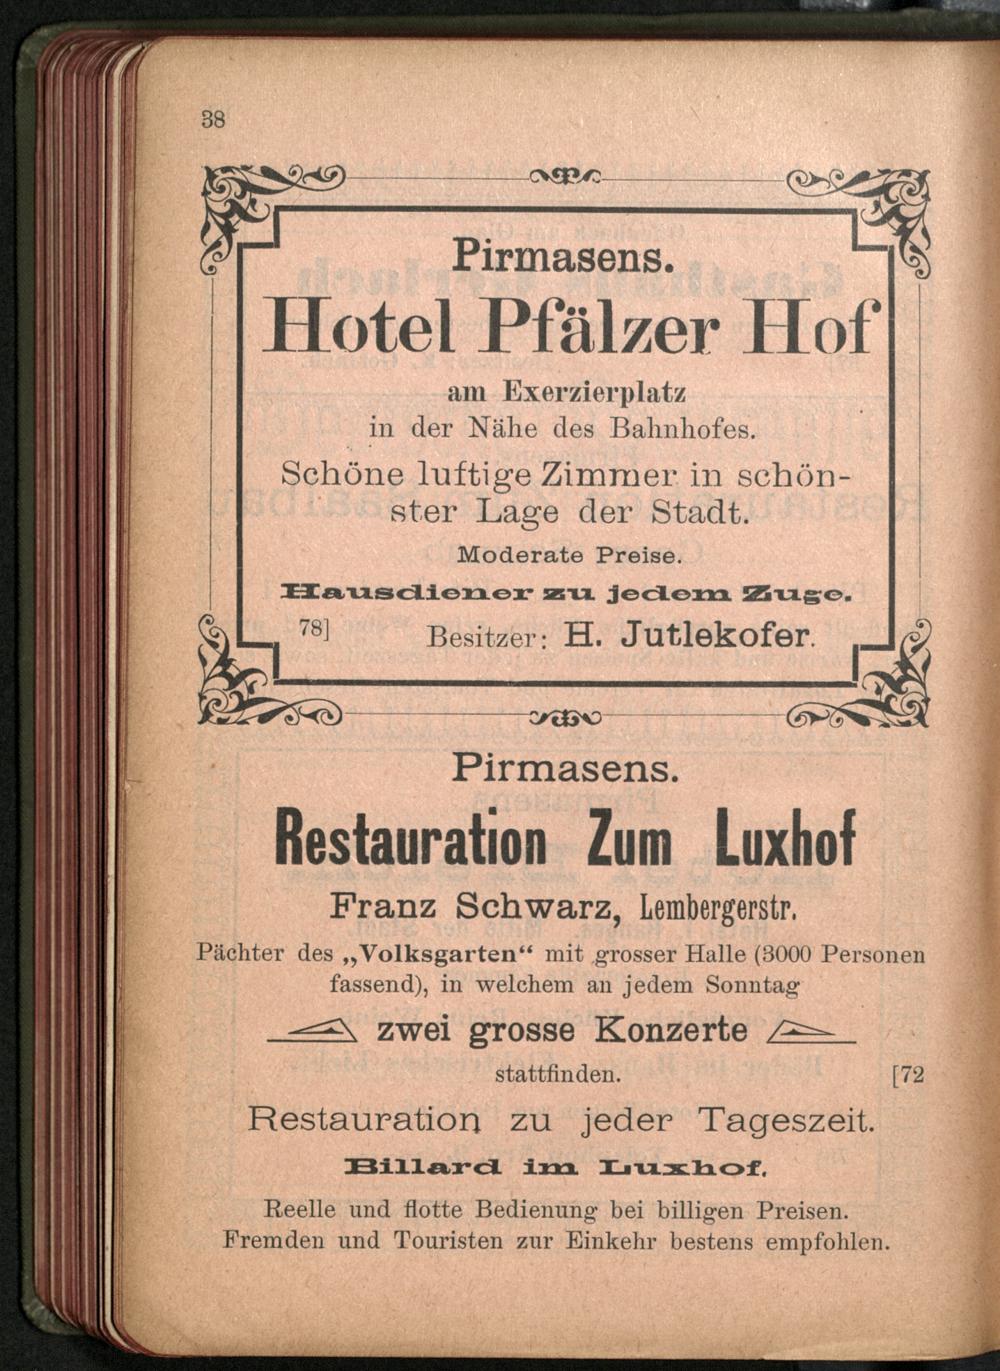 38
Pirmasens.
Hotel Pfälzer Hof
am Exerzierplatz
in der Nähe des Bahnhofes.
Schöne luftige Zimmer in schön-
ster Lage der Stadt.
Moderate Preise.
Hausdiener zu jedem Zuge.
78] Besitzer: H. Jutlekofer.
Pirmasens.
Restauration Zum Luxhof
Franz Schwarz, Lembergerstr.
Pächter des „Volksgarten“ mit grosser Halle (3000 Personen
fassend), in welchem an jedem Sonntag
zwei grosse Konzerte
stattfinden. [72
Restauration zu jeder Tageszeit.
Billard im Luxhof.
Reelle und flotte Bedienung bei billigen Preisen.
Fremden und Touristen zur Einkehr bestens empfohlen.